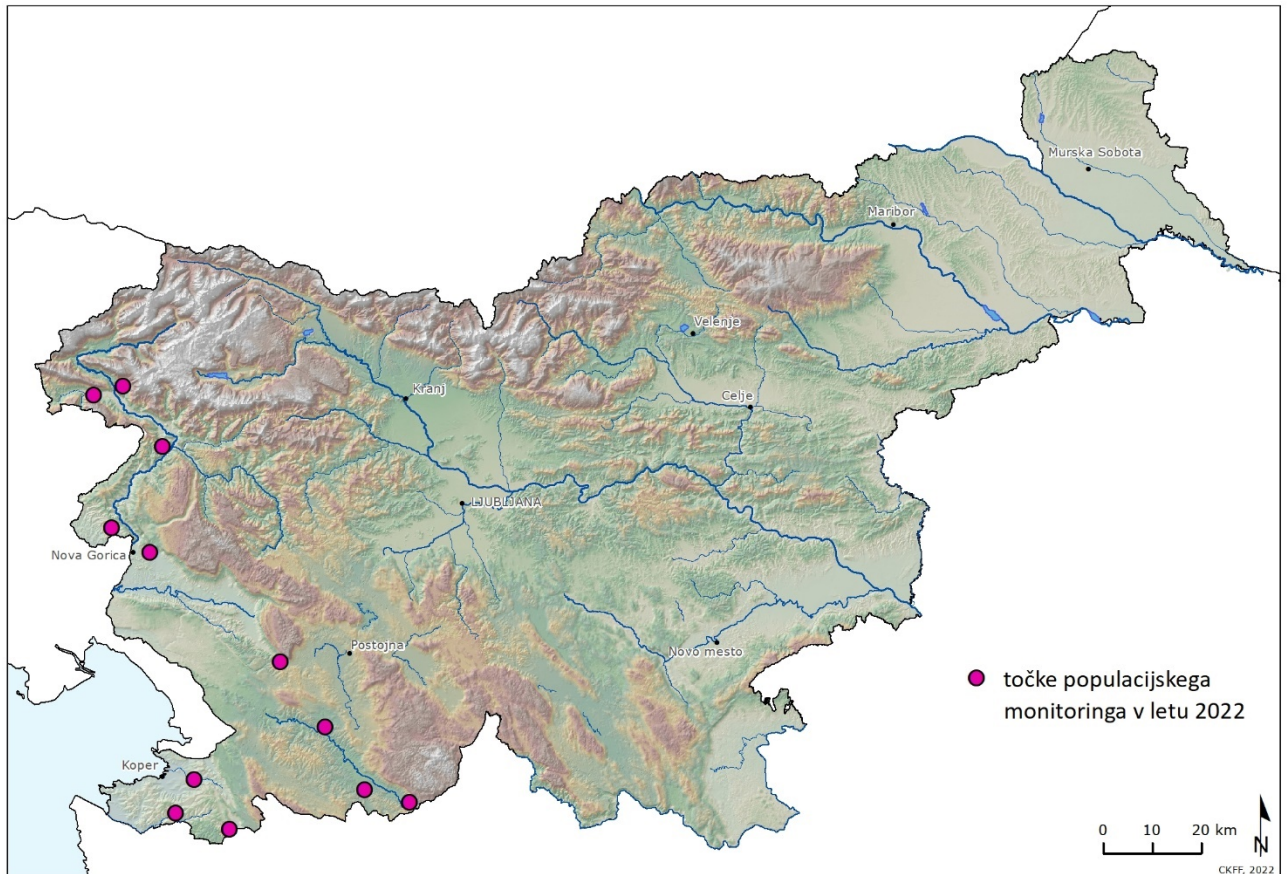 Murska Sobota
Maribor
Velenje
Kranj
Celje
LJUBLJANA
Nova Gorica
Postojna
Novo mesto
točke populacijskega
monitoringa v letu 2022
Koper
0 10 20 km
N
CKFF, 2022